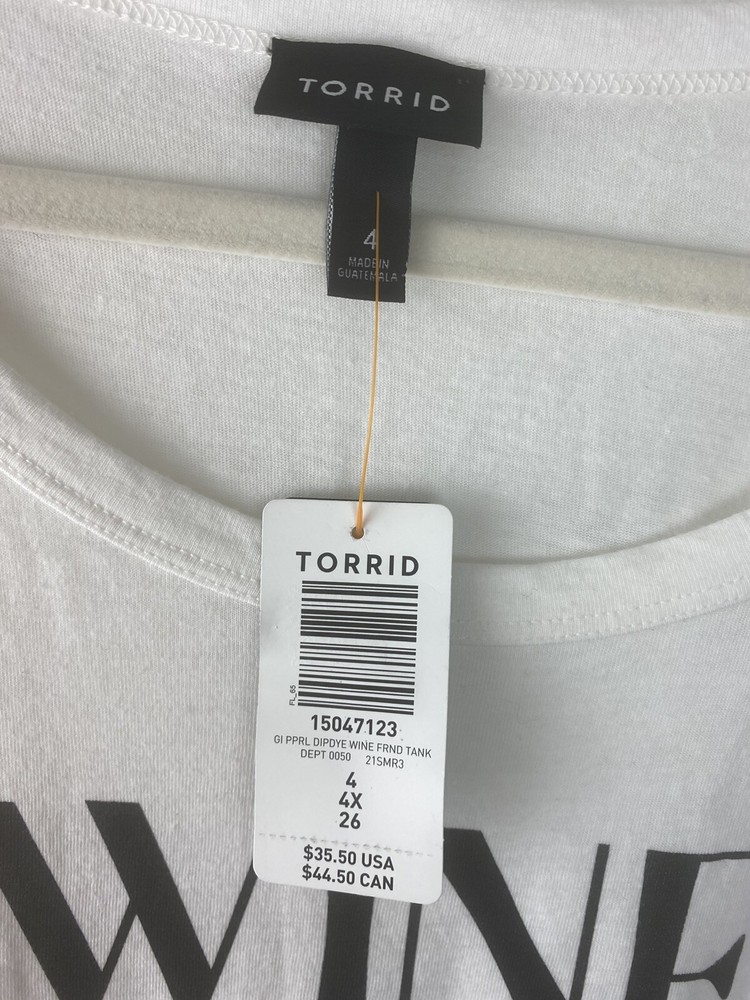 TORRID
4
MADE IN
GUATEMALA
TORRID
FL_65
15047123
GI PPRL DIPDYE WINE FRND TANK
DEPT 0050 21SMR3
4
4X
26
$35.50 USA
$44.50 CAN
WINE